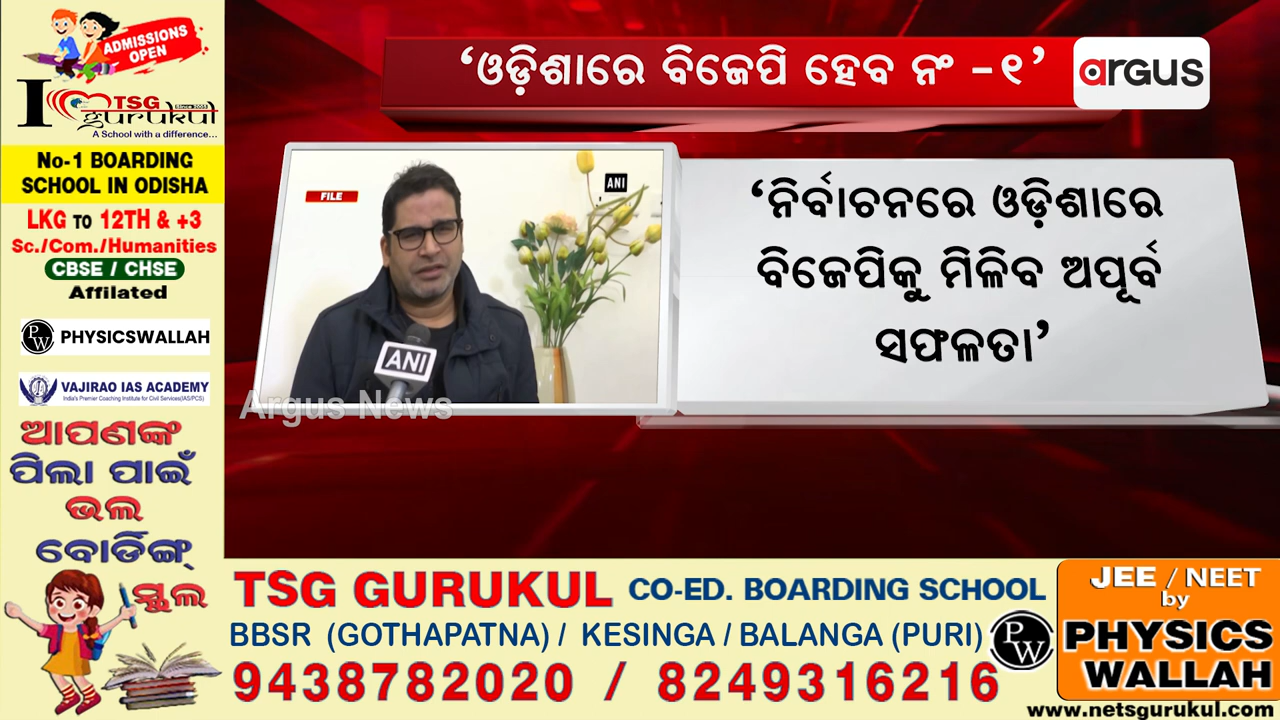 ADMISSIONS
OPEN
I TSG
gurukul
Since 2005
A School with a difference...
No-1 BOARDING
SCHOOL IN ODISHA
LKG TO 12TH & +3
Sc./Com./Humanities
CBSE / CHSE
Affilated
PW PHYSICSWALLAH
VAJIRAO IAS ACADEMY
India's Premier Coaching Institute for Civil Services(IAS/PCS)
ଆପଣଙ୍କ
ପିଲା ପାଇଁ
ଭଲ
ବୋର୍ଡିଙ୍ଗ୍
ସ୍କୁଲ
‘ଓଡ଼ିଶାରେ ବିଜେପି ହେବ ନଂ -୧’
argus
FILE
ANI
ANI
Argus News
‘ନିର୍ବାଚନରେ ଓଡ଼ିଶାରେ
ବିଜେପିକୁ ମିଳିବ ଅପୂର୍ବ
ସଫଳତା’
TSG GURUKUL CO-ED. BOARDING SCHOOL
BBSR (GOTHAPATNA) / KESINGA / BALANGA (PURI)
9438782020 / 8249316216
JEE / NEET
by
PW PHYSICS
WALLAH
www.netsgurukul.com